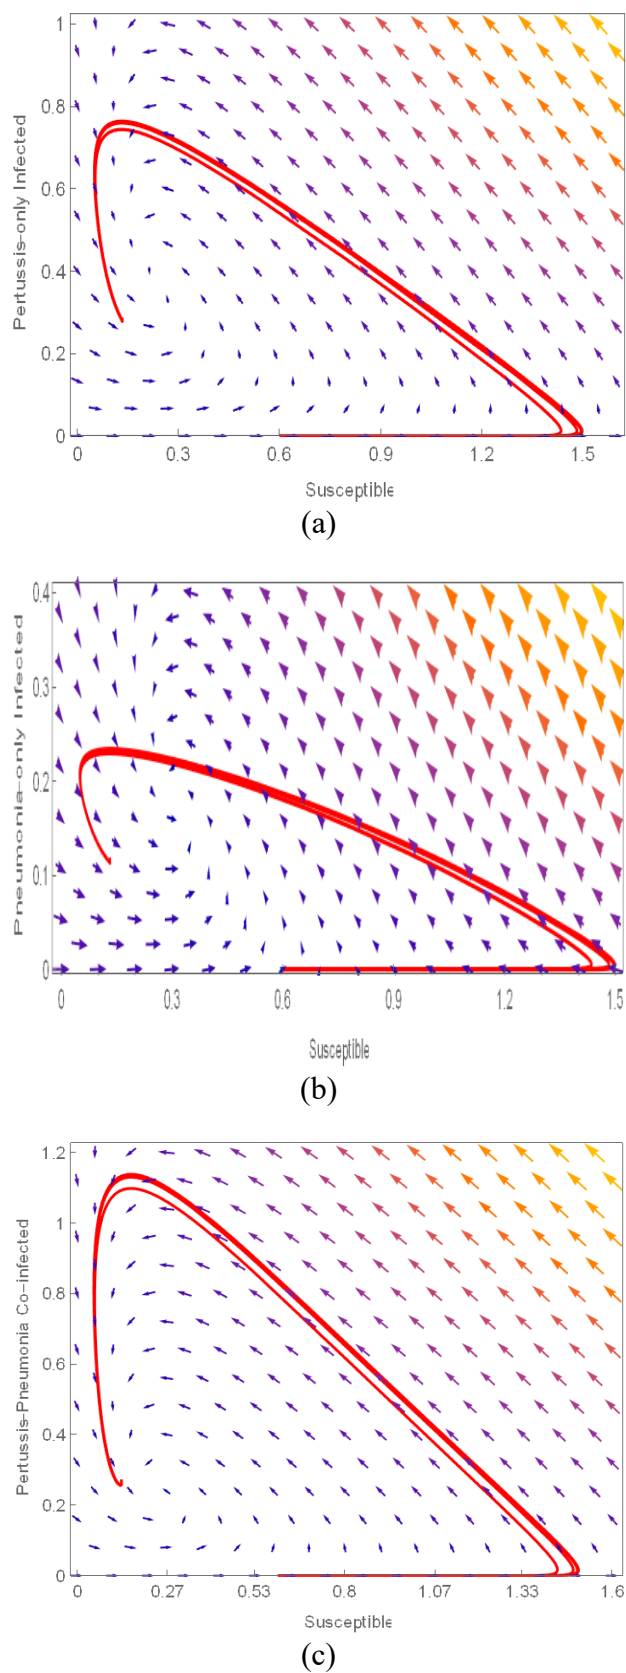 1
0.8
Pertussis-only Infected
0.6
0.4
0.2
0
0 0.3 0.6 0.9 1.2 1.5
Susceptible
(a)
0.4
Pneumonia-only Infected
0.3
0.2
0.1
0
0 0.3 0.6 0.9 1.2 1.5
Susceptible
(b)
1.2
1
Pertussis-Pneumonia Co-infected
0.8
0.6
0.4
0.2
0
0 0.27 0.53 0.8 1.07 1.33 1.6
Susceptible
(c)